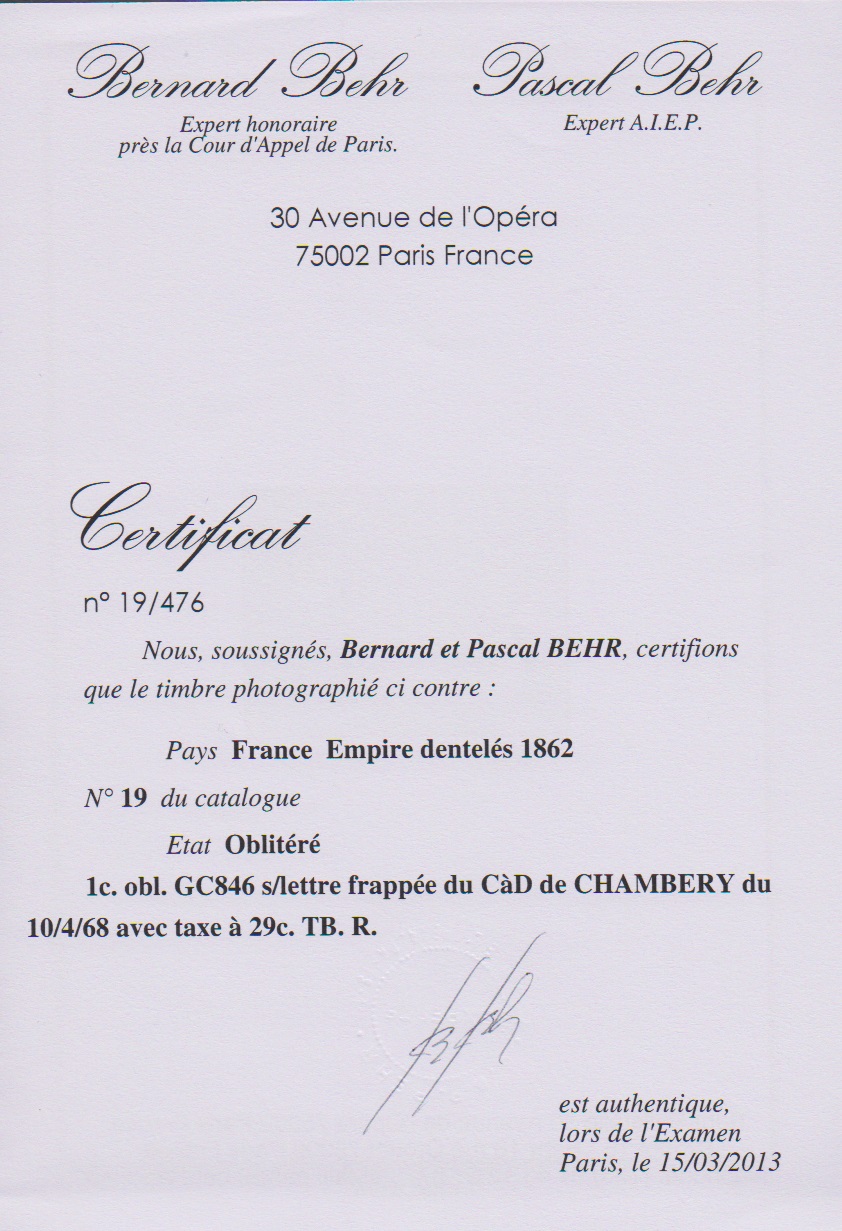 Bernard Behr Pascal Behr
Expert honoraire
près la Cour d'Appel de Paris.
Expert A.I.E.P.
30 Avenue de l'Opéra
75002 Paris France
Certificat
n° 19/476
Nous, soussignés, Bernard et Pascal BEHR, certifions
que le timbre photographié ci contre :
Pays France Empire dentelés 1862
N° 19 du catalogue
Etat Oblitéré
1c. obl. GC846 s/lettre frappée du CàD de CHAMBERY du
10/4/68 avec taxe à 29c. TB. R.
est authentique,
lors de l'Examen
Paris, le 15/03/2013